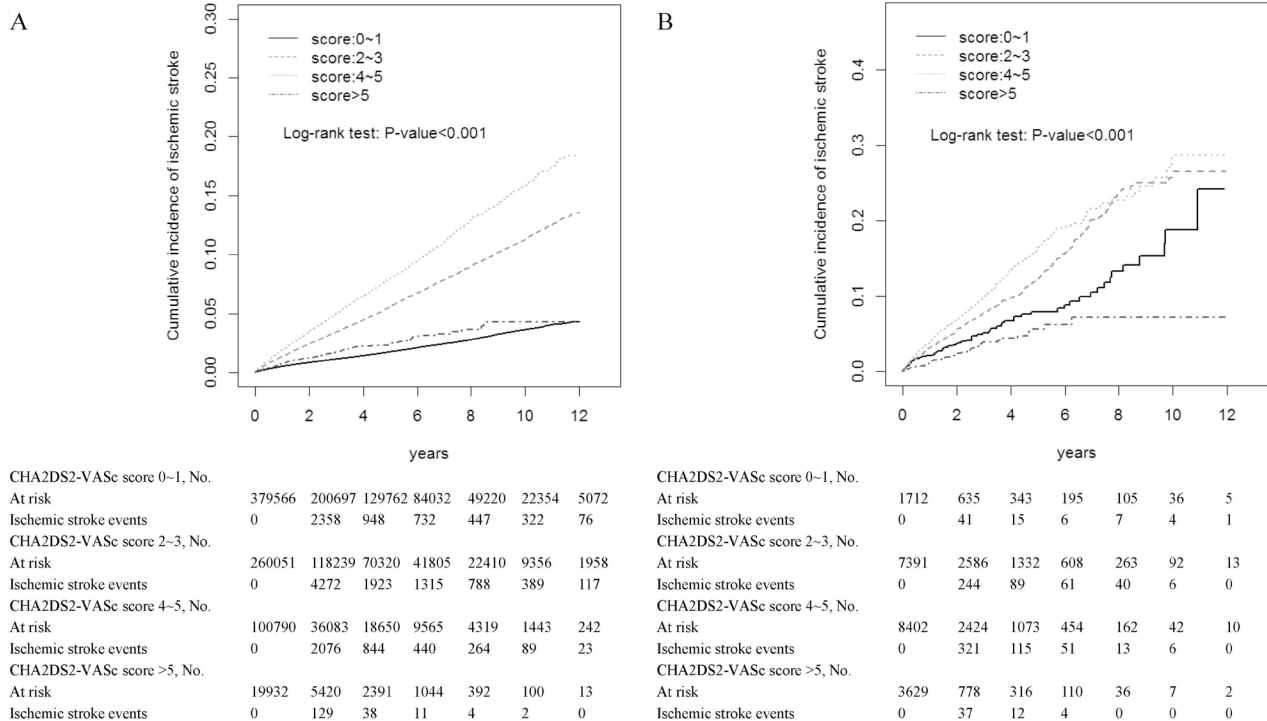 A
Cumulative incidence of ischemic stroke
0.30
0.25
0.20
0.15
0.10
0.05
0.00
score:0~1
score:2~3
score:4~5
score>5
Log-rank test: P-value<0.001
0 2 4 6 8 10 12
years
CHA2DS2-VASc score 0~1, No.
At risk 379566 200697 129762 84032 49220 22354 5072
Ischemic stroke events 0 2358 948 732 447 322 76
CHA2DS2-VASc score 2~3, No.
At risk 260051 118239 70320 41805 22410 9356 1958
Ischemic stroke events 0 4272 1923 1315 788 389 117
CHA2DS2-VASc score 4~5, No.
At risk 100790 36083 18650 9565 4319 1443 242
Ischemic stroke events 0 2076 844 440 264 89 23
CHA2DS2-VASc score >5, No.
At risk 19932 5420 2391 1044 392 100 13
Ischemic stroke events 0 129 38 11 4 2 0
B
Cumulative incidence of ischemic stroke
0.4
0.3
0.2
0.1
0.0
score:0~1
score:2~3
score:4~5
score>5
Log-rank test: P-value<0.001
0 2 4 6 8 10 12
years
CHA2DS2-VASc score 0~1, No.
At risk 1712 635 343 195 105 36 5
Ischemic stroke events 0 41 15 6 7 4 1
CHA2DS2-VASc score 2~3, No.
At risk 7391 2586 1332 608 263 92 13
Ischemic stroke events 0 244 89 61 40 6 0
CHA2DS2-VASc score 4~5, No.
At risk 8402 2424 1073 454 162 42 10
Ischemic stroke events 0 321 115 51 13 6 0
CHA2DS2-VASc score >5, No.
At risk 3629 778 316 110 36 7 2
Ischemic stroke events 0 37 12 4 0 0 0